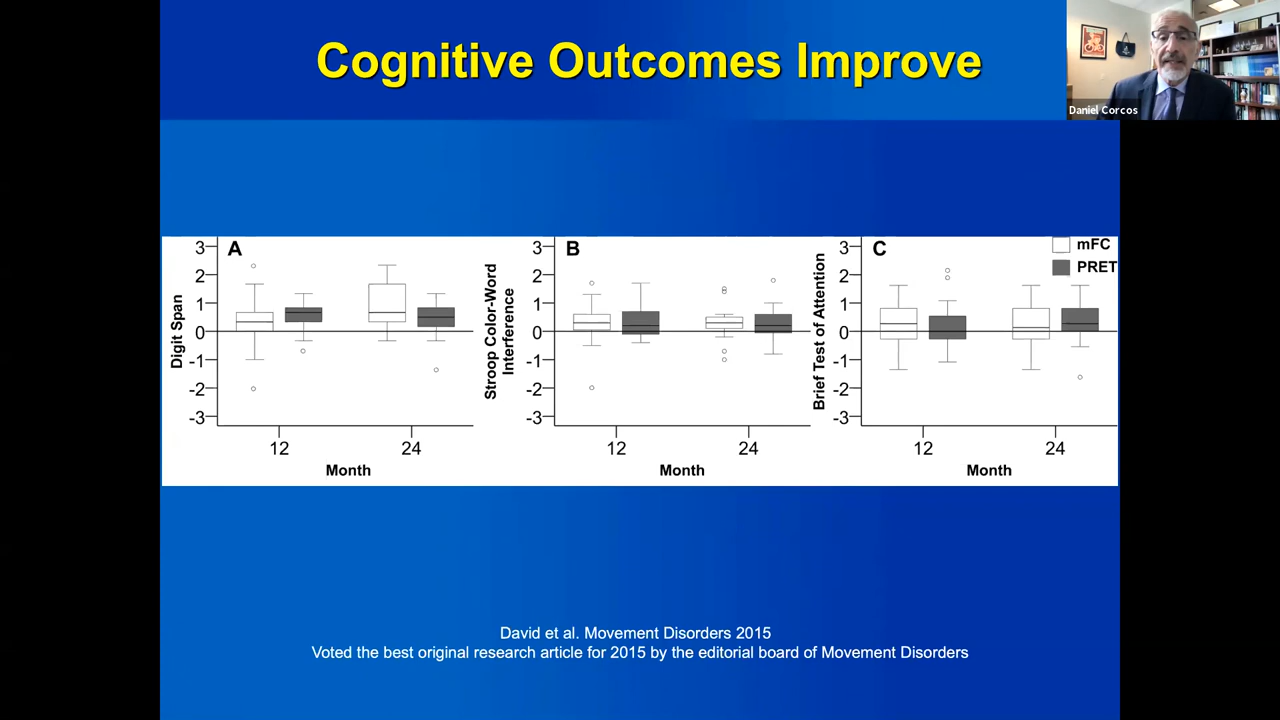 Cognitive Outcomes Improve
Daniel Corcos
A
Digit Span
3
2
1
0
-1
-2
-3
12
24
Month
B
Stroop Color-Word
Interference
3
2
1
0
-1
-2
-3
12
24
Month
C
Brief Test of Attention
3
2
1
0
-1
-2
-3
12
24
Month
mFC
PRET
David et al. Movement Disorders 2015
Voted the best original research article for 2015 by the editorial board of Movement Disorders